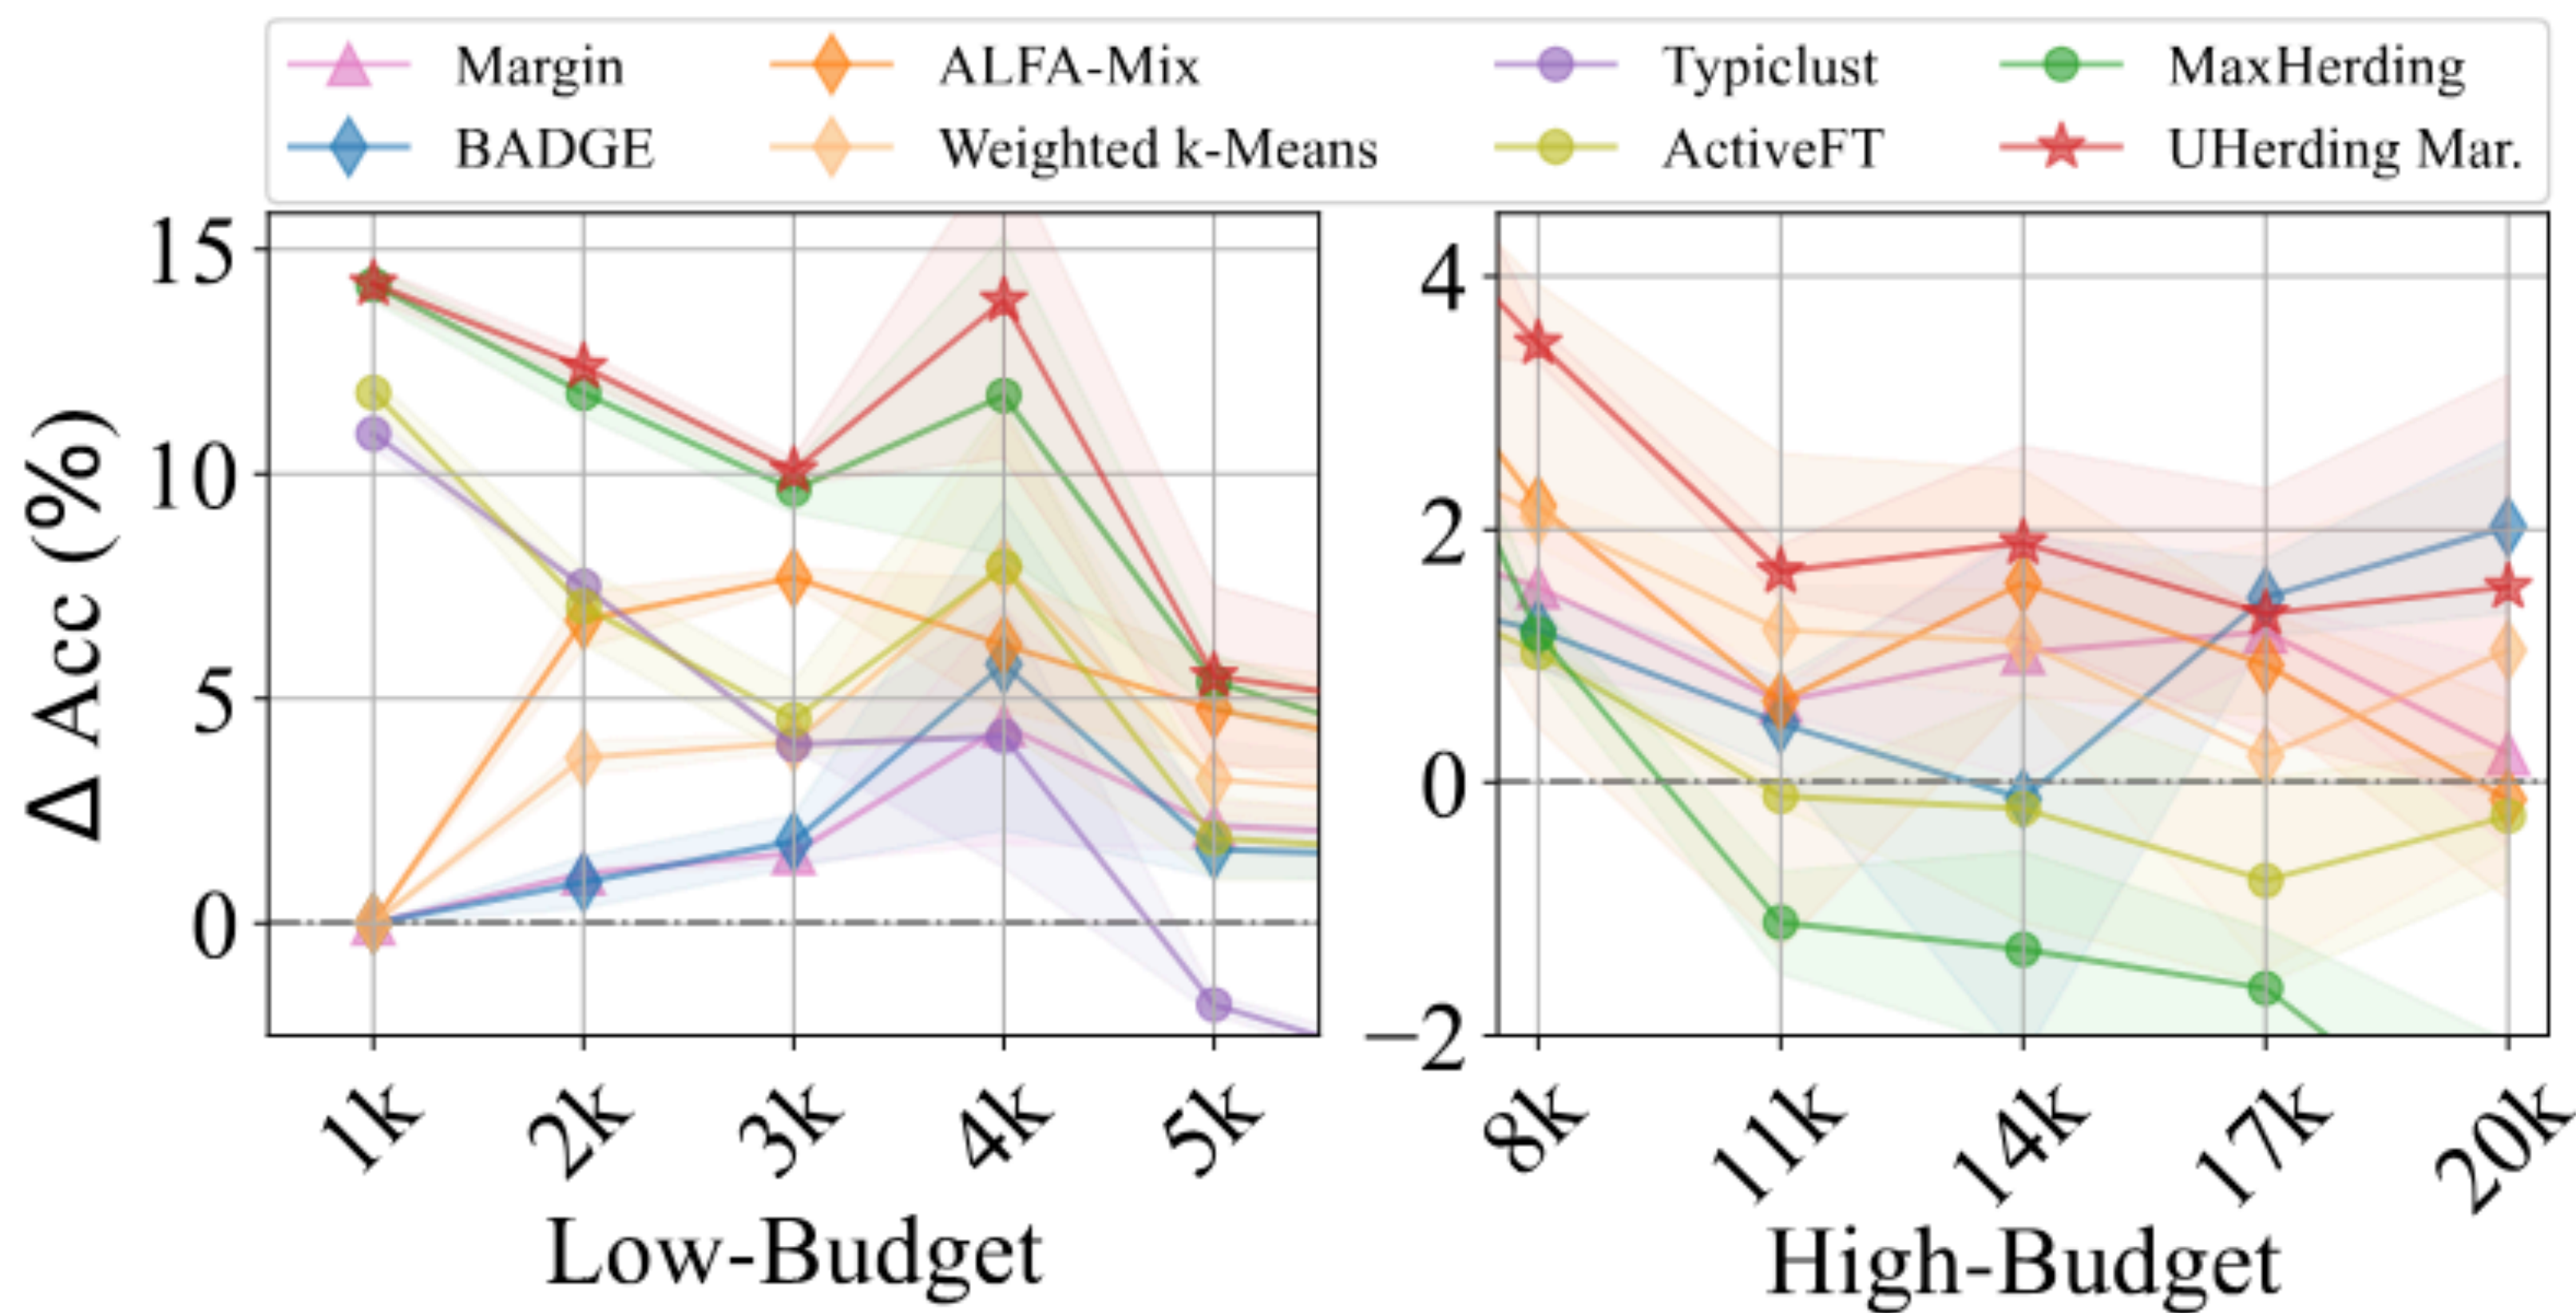 Margin ALFA-Mix Typiclust MaxHerding
BADGE Weighted k-Means ActiveFT UHerding Mar.
Δ Acc (%)
15
10
5
0
1k 2k 3k 4k 5k
Low-Budget
4
2
0
−2
8k 11k 14k 17k 20k
High-Budget